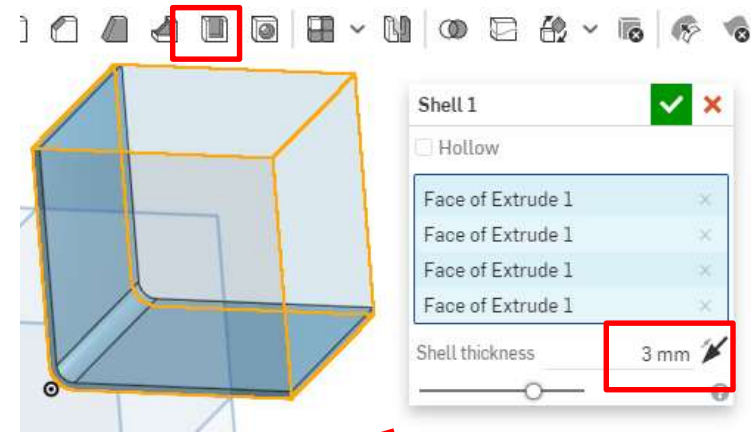 Shell 1
Hollow
Face of Extrude 1
Face of Extrude 1
Face of Extrude 1
Face of Extrude 1
Shell thickness 3 mm